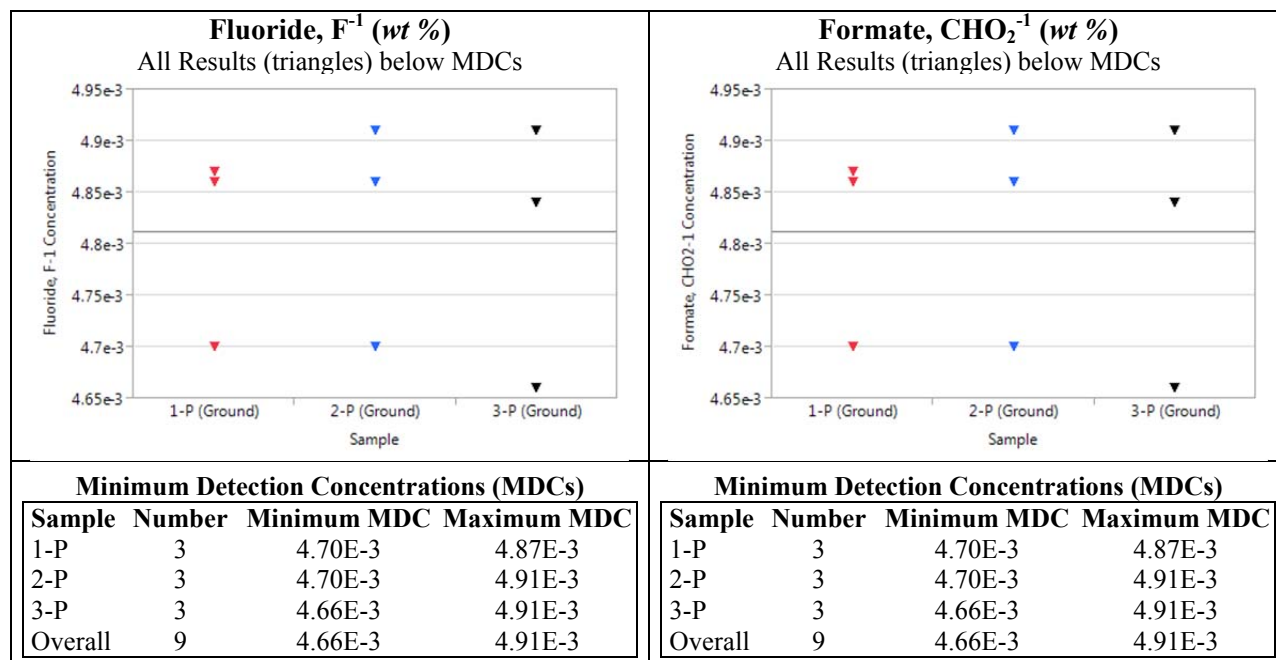 Fluoride, F⁻¹ (wt %)
All Results (triangles) below MDCs
4.95e-3
4.9e-3
4.85e-3
4.8e-3
4.75e-3
4.7e-3
4.65e-3
Fluoride, F-1 Concentration
1-P (Ground) 2-P (Ground) 3-P (Ground)
Sample
Formate, CHO₂⁻¹ (wt %)
All Results (triangles) below MDCs
4.95e-3
4.9e-3
4.85e-3
4.8e-3
4.75e-3
4.7e-3
4.65e-3
Formate, CHO2-1 Concentration
1-P (Ground) 2-P (Ground) 3-P (Ground)
Sample
Minimum Detection Concentrations (MDCs)
Sample Number Minimum MDC Maximum MDC
1-P 3 4.70E-3 4.87E-3
2-P 3 4.70E-3 4.91E-3
3-P 3 4.66E-3 4.91E-3
Overall 9 4.66E-3 4.91E-3
Minimum Detection Concentrations (MDCs)
Sample Number Minimum MDC Maximum MDC
1-P 3 4.70E-3 4.87E-3
2-P 3 4.70E-3 4.91E-3
3-P 3 4.66E-3 4.91E-3
Overall 9 4.66E-3 4.91E-3